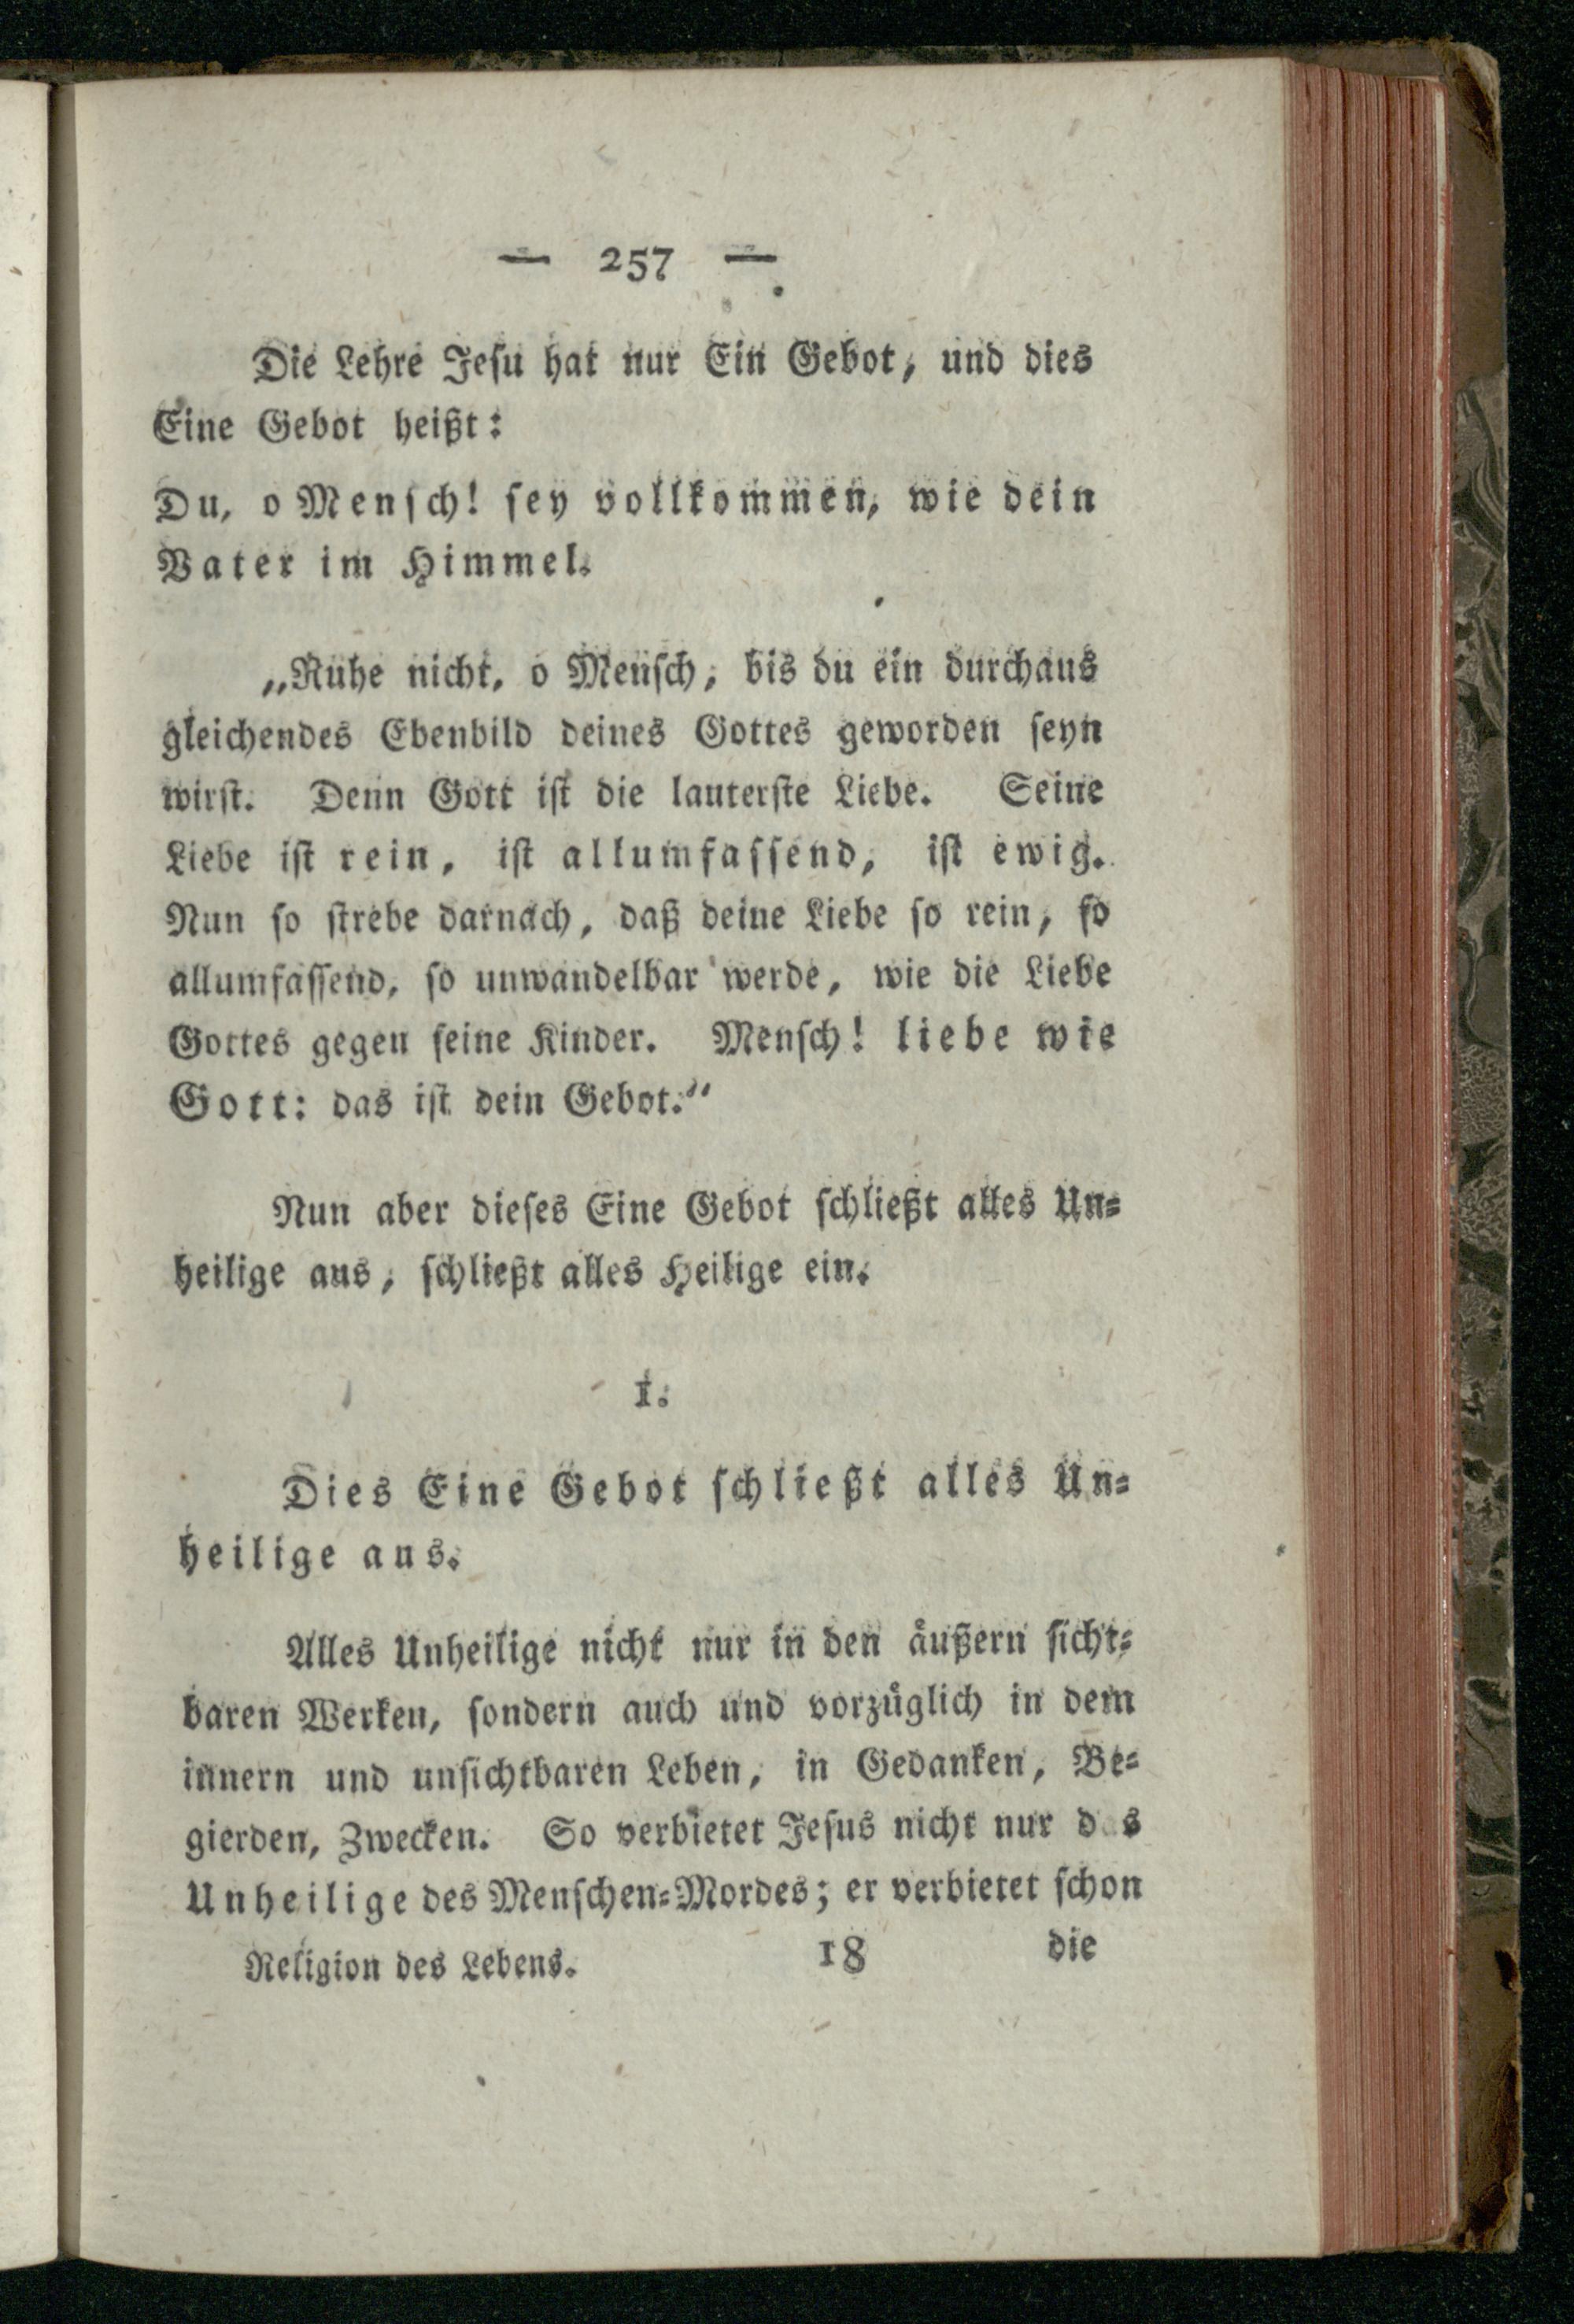 — 257 —
Die Lehre Jeſu hat nur Ein Gebot, und dies
Eine Gebot heißt:
Du, o Menſch! ſey vollkommen, wie dein
Vater im Himmel.
„Ruhe nicht, o Menſch, bis du ein durchaus
gleichendes Ebenbild deines Gottes geworden ſeyn
wirſt. Denn Gott iſt die lauterſte Liebe. Seine
Liebe iſt rein, iſt allumfaſſend, iſt ewig.
Nun ſo ſtrebe darnach, daß deine Liebe ſo rein, ſo
allumfaſſend, ſo unwandelbar werde, wie die Liebe
Gottes gegen ſeine Kinder. Menſch! liebe wie
Gott: das iſt dein Gebot.“
Nun aber dieſes Eine Gebot ſchließt alles Un⸗
heilige aus, ſchließt alles Heilige ein.
1.
Dies Eine Gebot ſchließt alles Un⸗
heilige aus.
Alles Unheilige nicht nur in den aͤußern ſicht⸗
baren Werken, ſondern auch und vorzuͤglich in dem
innern und unſichtbaren Leben, in Gedanken, Be⸗
gierden, Zwecken. So verbietet Jeſus nicht nur das
Unheilige des Menſchen⸗Mordes; er verbietet ſchon
Religion des Lebens. 18 die